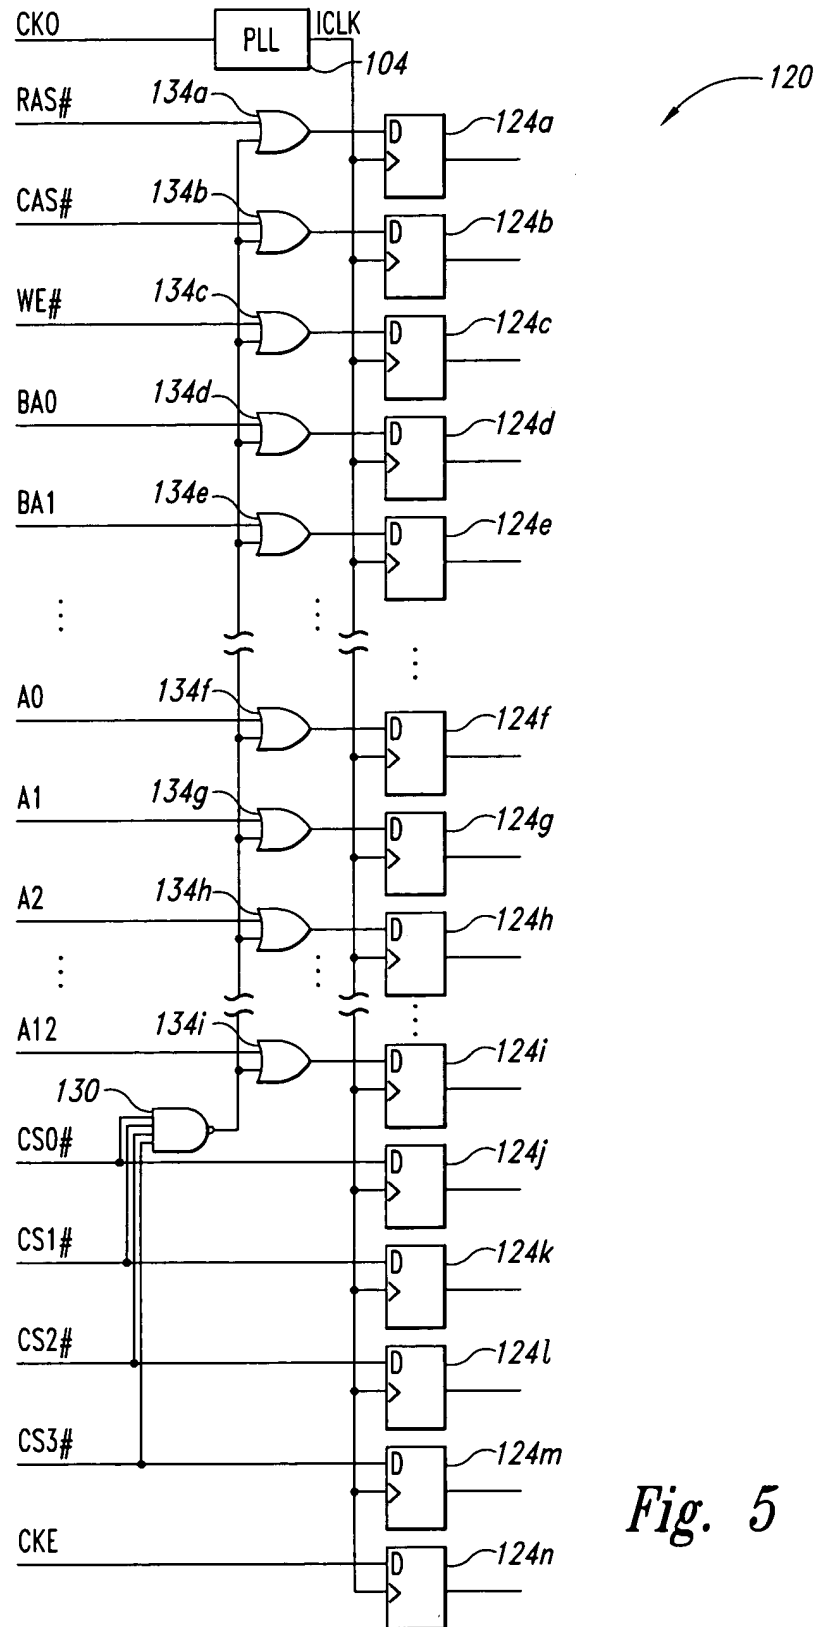 CK0 PLL ICLK
104
120
RAS# 134a 124a
D
CAS# 134b 124b
D
WE# 134c 124c
D
BA0 134d 124d
D
BA1 134e 124e
D
A0 134f 124f
D
A1 134g 124g
D
A2 134h 124h
D
A12 134i 124i
D
130
CS0# 124j
D
CS1# 124k
D
CS2# 124l
D
CS3# 124m
D
Fig. 5
CKE 124n
D